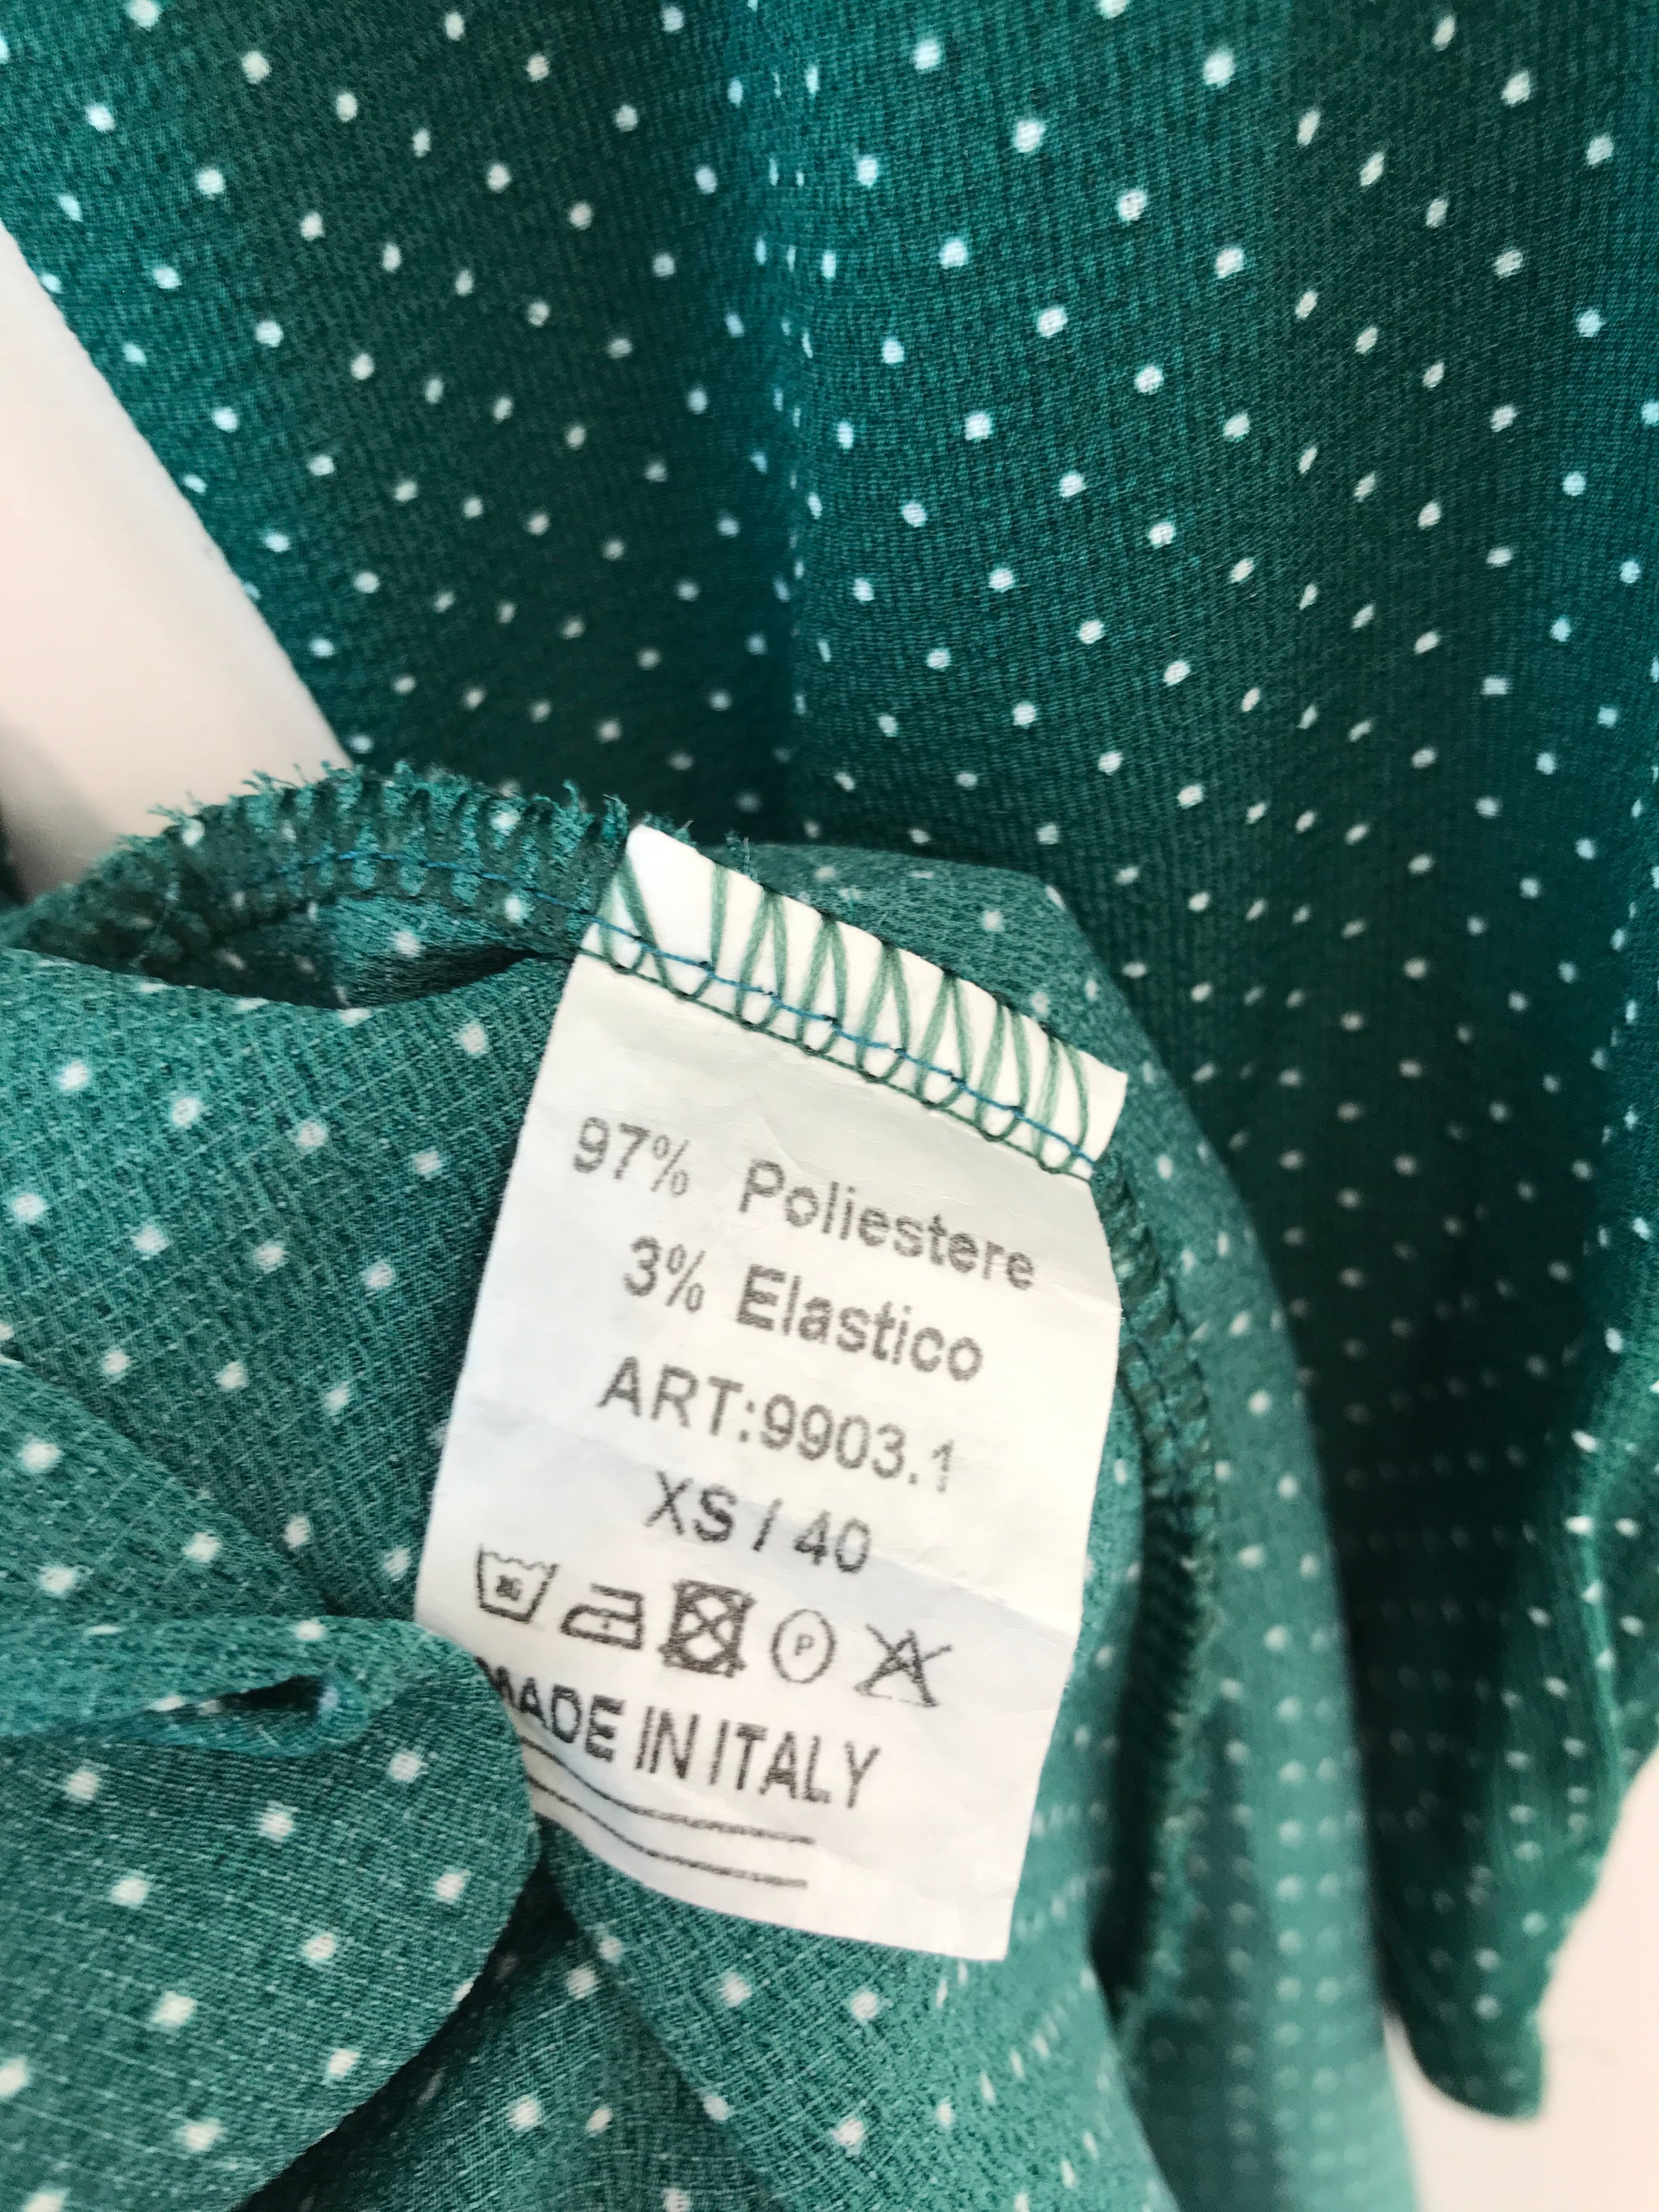 97% Poliestere
3% Elastico
ART:9903.1
XS / 40
P
MADE IN ITALY